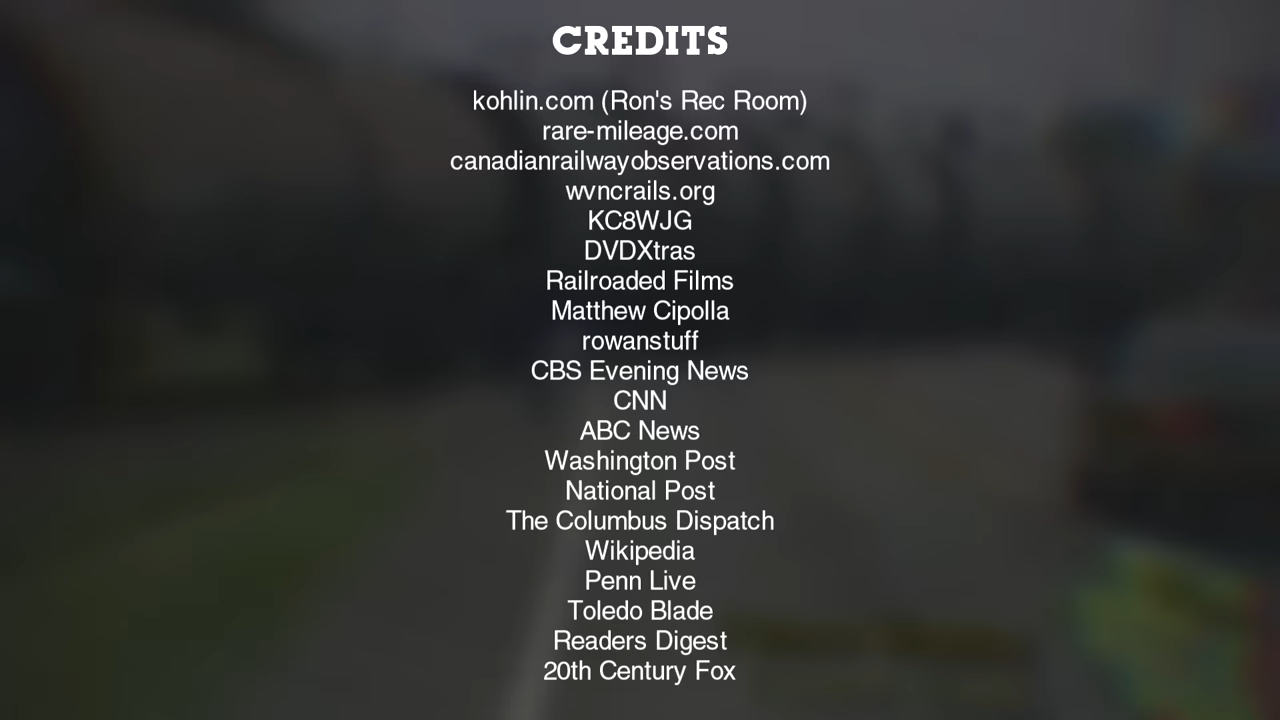 CREDITS
kohlin.com (Ron's Rec Room)
rare-mileage.com
canadianrailwayobservations.com
wvncrails.org
KC8WJG
DVDXtras
Railroaded Films
Matthew Cipolla
rowanstuff
CBS Evening News
CNN
ABC News
Washington Post
National Post
The Columbus Dispatch
Wikipedia
Penn Live
Toledo Blade
Readers Digest
20th Century Fox